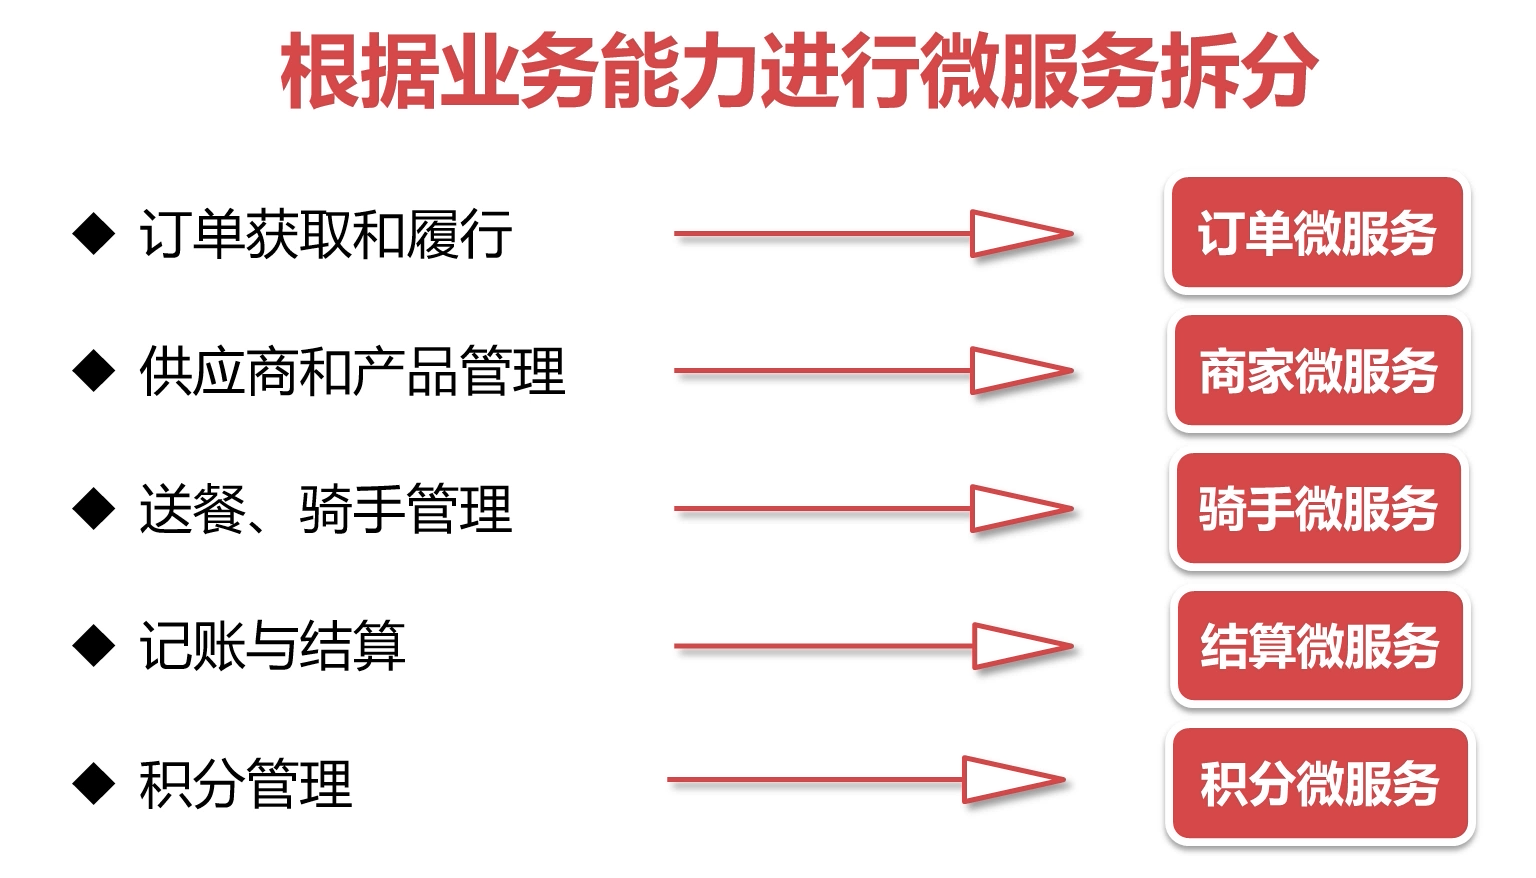 根据业务能力进行微服务拆分
订单获取和履行
订单微服务
供应商和产品管理
商家微服务
送餐、骑手管理
骑手微服务
记账与结算
结算微服务
积分管理
积分微服务